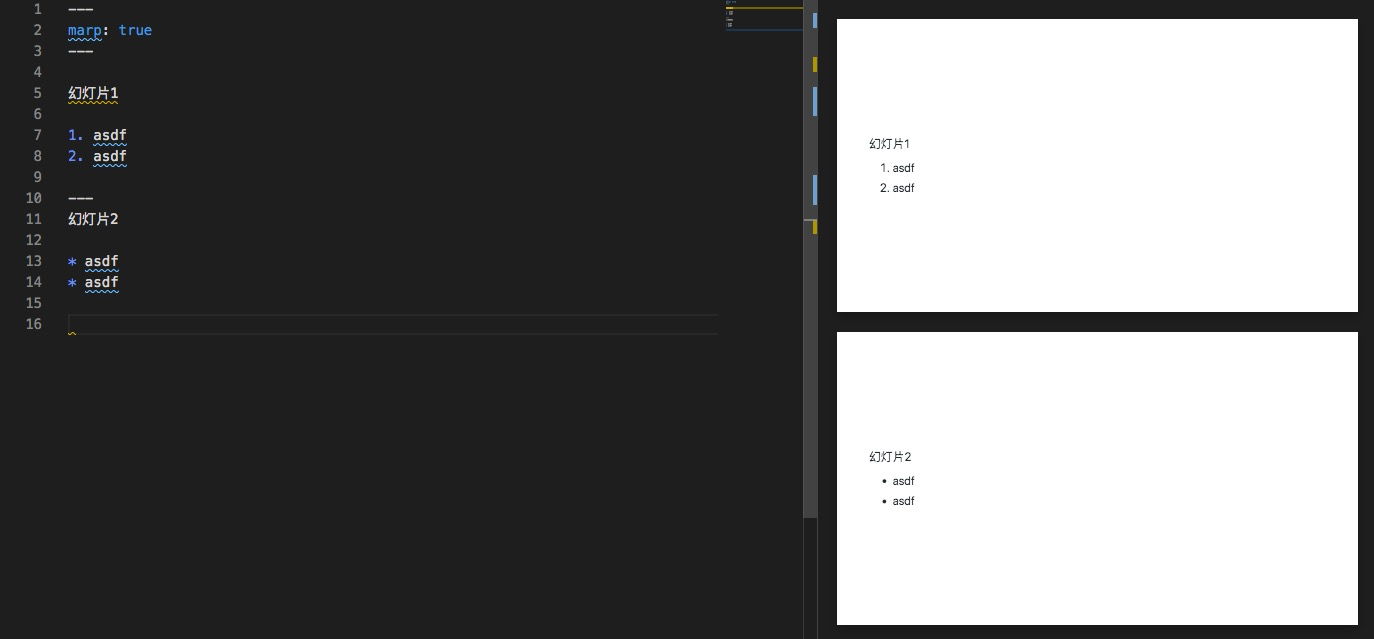 1 ---
2 marp: true
3 ---
4
5 幻灯片1
6
7 1. asdf
8 2. asdf
9
10 ---
11 幻灯片2
12
13 * asdf
14 * asdf
15
16
幻灯片1
1. asdf
2. asdf
幻灯片2
• asdf
• asdf